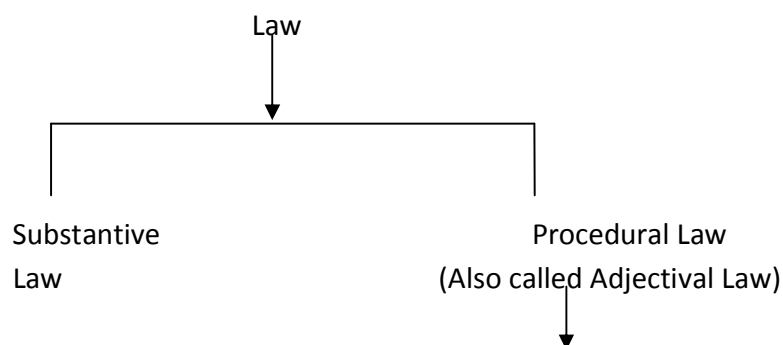 Law
Substantive
Law
Procedural Law
(Also called Adjectival Law)